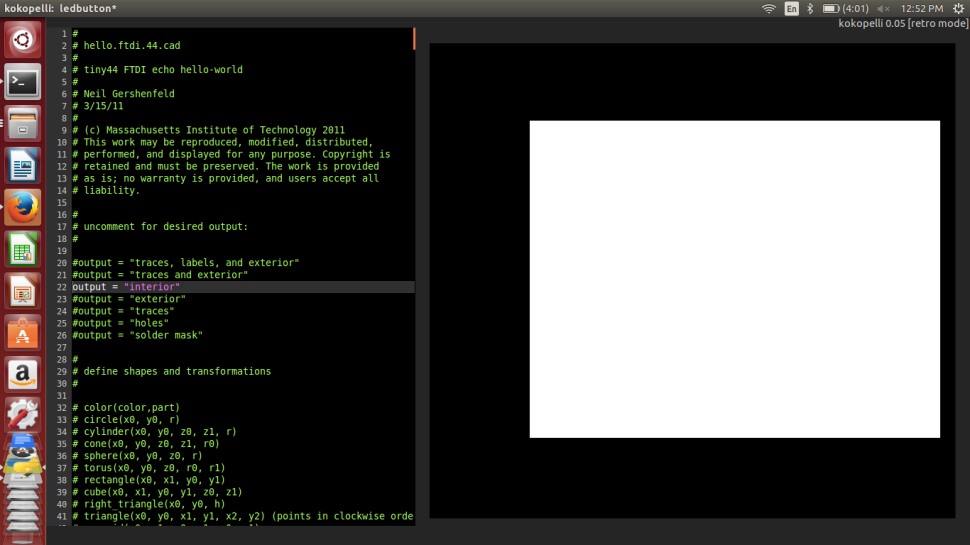 kokopelli: ledbutton*
En
(4:01)
12:52 PM
kokopelli 0.05 [retro mode]
1 #
2 # hello.ftdi.44.cad
3 #
4 # tiny44 FTDI echo hello-world
5 #
6 # Neil Gershenfeld
7 # 3/15/11
8 #
9 # (c) Massachusetts Institute of Technology 2011
10 # This work may be reproduced, modified, distributed,
11 # performed, and displayed for any purpose. Copyright is
12 # retained and must be preserved. The work is provided
13 # as is; no warranty is provided, and users accept all
14 # liability.
15
16 #
17 # uncomment for desired output:
18 #
19
20 #output = "traces, labels, and exterior"
21 #output = "traces and exterior"
22 output = "interior"
23 #output = "exterior"
24 #output = "traces"
25 #output = "holes"
26 #output = "solder mask"
27
28 #
29 # define shapes and transformations
30 #
31
32 # color(color,part)
33 # circle(x0, y0, r)
34 # cylinder(x0, y0, z0, z1, r)
35 # cone(x0, y0, z0, z1, r0)
36 # sphere(x0, y0, z0, r)
37 # torus(x0, y0, z0, r0, r1)
38 # rectangle(x0, x1, y0, y1)
39 # cube(x0, x1, y0, y1, z0, z1)
40 # right_triangle(x0, y0, h)
41 # triangle(x0, y0, x1, y1, x2, y2) (points in clockwise orde